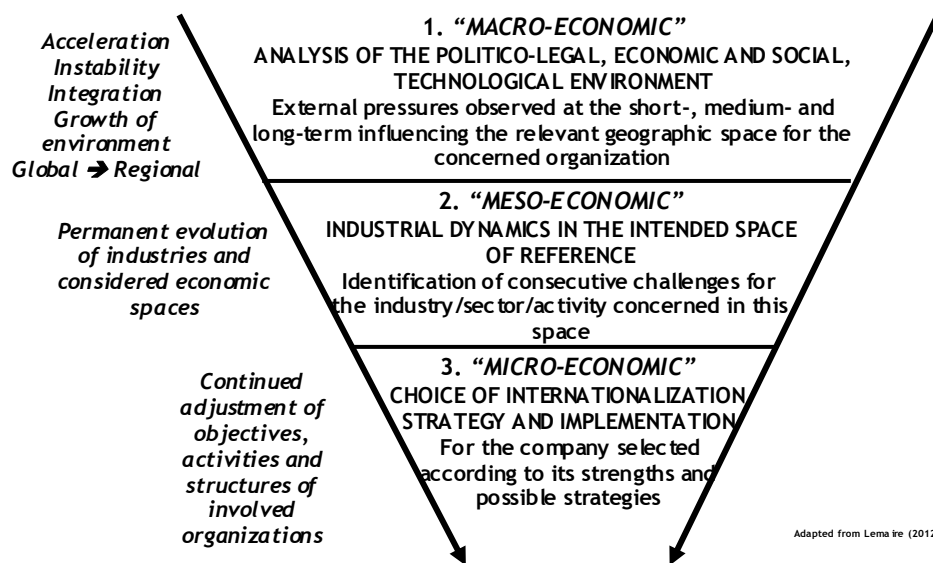 Acceleration
Instability
Integration
Growth of
environment
Global ➔ Regional
1. “MACRO-ECONOMIC”
ANALYSIS OF THE POLITICO-LEGAL, ECONOMIC AND SOCIAL,
TECHNOLOGICAL ENVIRONMENT
External pressures observed at the short-, medium- and
long-term influencing the relevant geographic space for the
concerned organization
Permanent evolution
of industries and
considered economic
spaces
2. “MESO-ECONOMIC”
INDUSTRIAL DYNAMICS IN THE INTENDED SPACE
OF REFERENCE
Identification of consecutive challenges for
the industry/sector/activity concerned in this
space
Continued
adjustment of
objectives,
activities and
structures of
involved
organizations
3. “MICRO-ECONOMIC”
CHOICE OF INTERNATIONALIZATION
STRATEGY AND IMPLEMENTATION
For the company selected
according to its strengths and
possible strategies
Adapted from Lemaire (2012